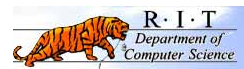 R · I · T
Department of
Computer Science